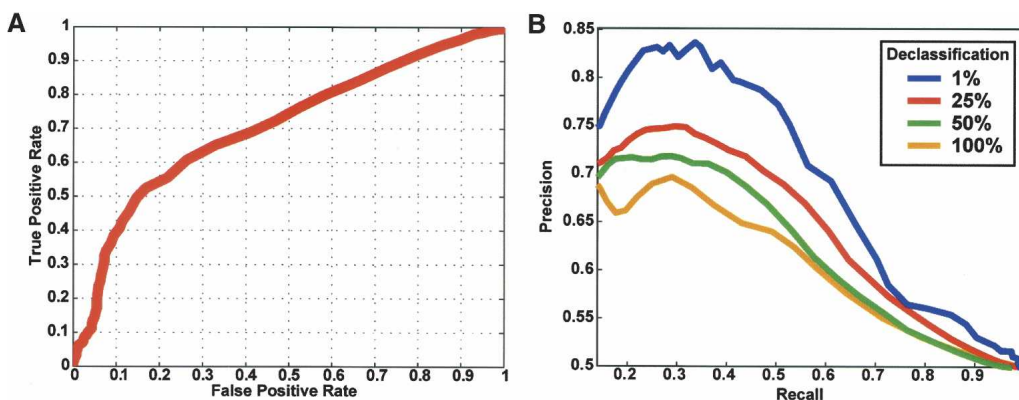 A
True Positive Rate
1
0.9
0.8
0.7
0.6
0.5
0.4
0.3
0.2
0.1
0
0 0.1 0.2 0.3 0.4 0.5 0.6 0.7 0.8 0.9 1
False Positive Rate
B
Precision
0.85
0.8
0.75
0.7
0.65
0.6
0.55
0.5
0.2 0.3 0.4 0.5 0.6 0.7 0.8 0.9
Recall
Declassification
1%
25%
50%
100%